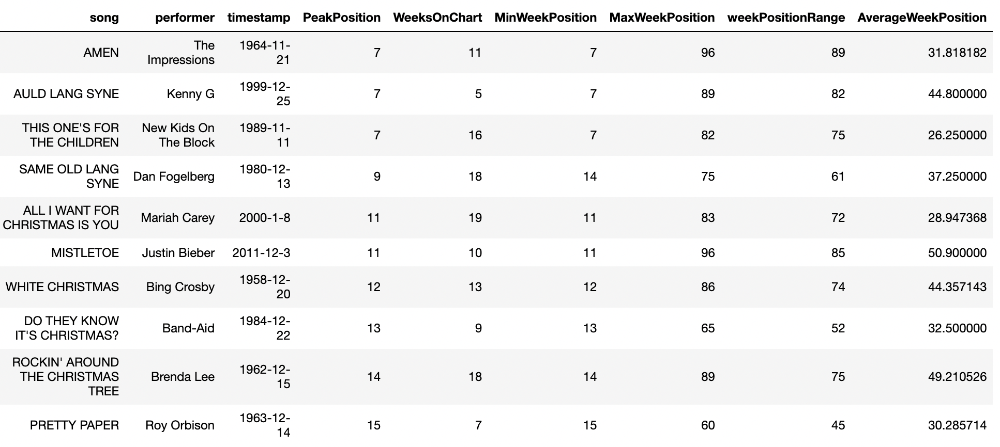 song performer timestamp PeakPosition WeeksOnChart MinWeekPosition MaxWeekPosition weekPositionRange AverageWeekPosition
AMEN The Impressions 1964-11-21 7 11 7 96 89 31.818182
AULD LANG SYNE Kenny G 1999-12-25 7 5 7 89 82 44.800000
THIS ONE'S FOR THE CHILDREN New Kids On The Block 1989-11-11 7 16 7 82 75 26.250000
SAME OLD LANG SYNE Dan Fogelberg 1980-12-13 9 18 14 75 61 37.250000
ALL I WANT FOR CHRISTMAS IS YOU Mariah Carey 2000-1-8 11 19 11 83 72 28.947368
MISTLETOE Justin Bieber 2011-12-3 11 10 11 96 85 50.900000
WHITE CHRISTMAS Bing Crosby 1958-12-20 12 13 12 86 74 44.357143
DO THEY KNOW IT'S CHRISTMAS? Band-Aid 1984-12-22 13 9 13 65 52 32.500000
ROCKIN' AROUND THE CHRISTMAS TREE Brenda Lee 1962-12-15 14 18 14 89 75 49.210526
PRETTY PAPER Roy Orbison 1963-12-14 15 7 15 60 45 30.285714